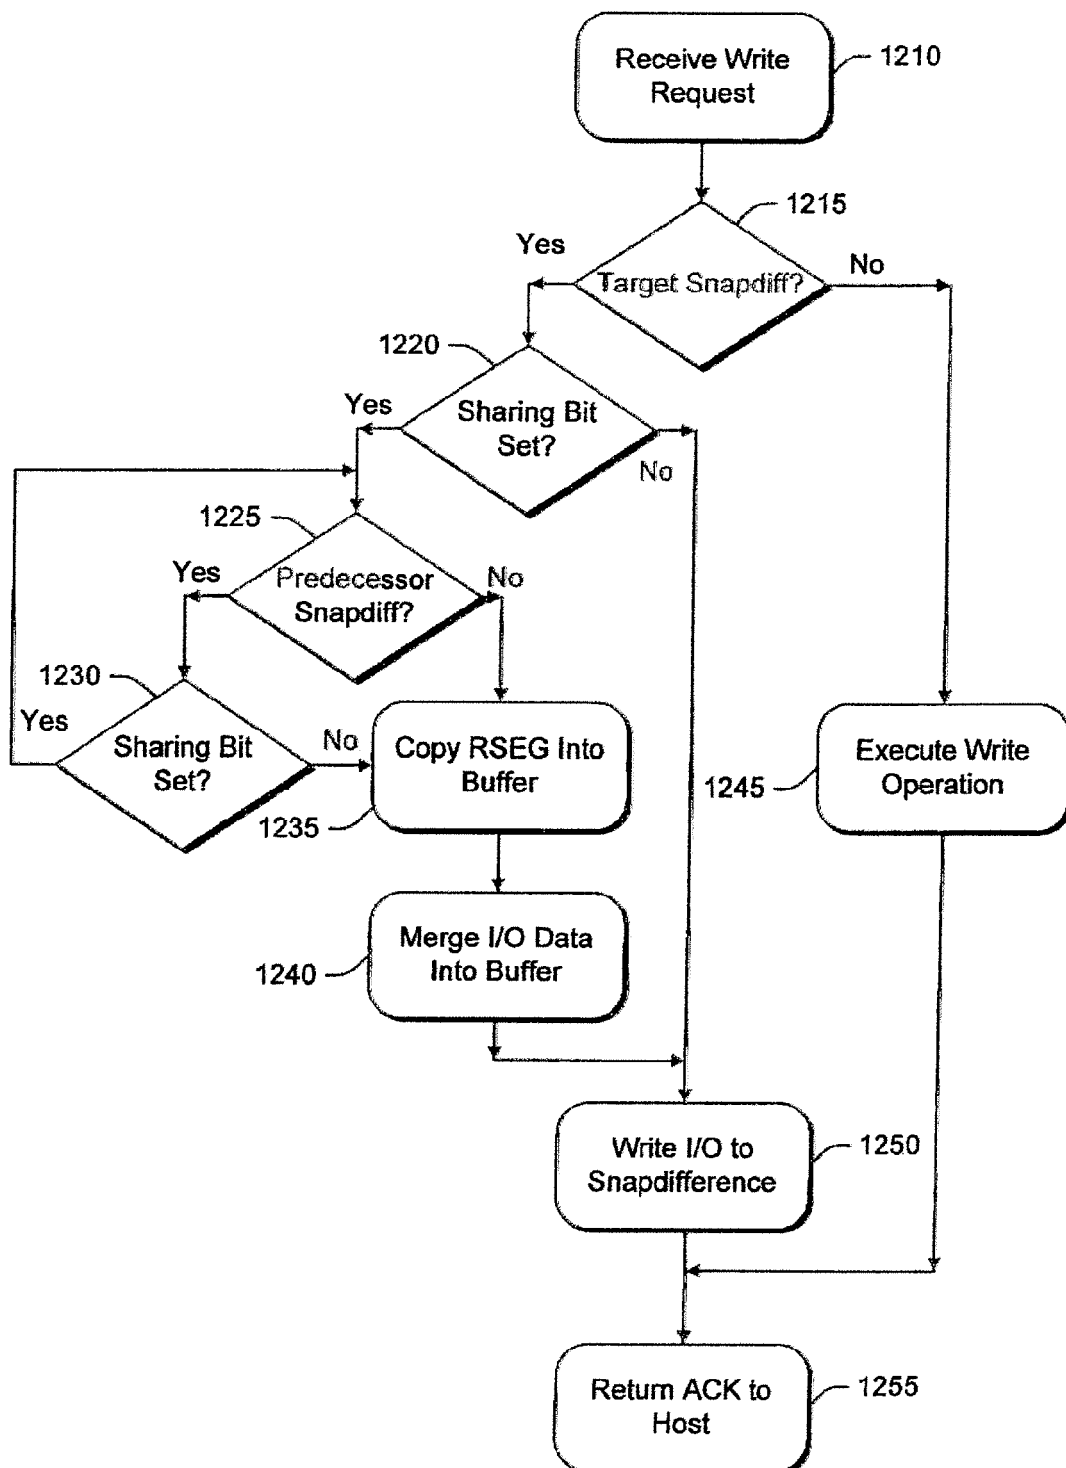 Receive Write
Request
1210
1215
Yes
Target Snapdiff?
No
1220
Yes
Sharing Bit
Set?
No
1225
Yes
Predecessor
Snapdiff?
No
1230
Yes
Sharing Bit
Set?
No
Copy RSEG Into
Buffer
1235
Execute Write
Operation
1245
Merge I/O Data
Into Buffer
1240
Write I/O to
Snapdifference
1250
Return ACK to
Host
1255